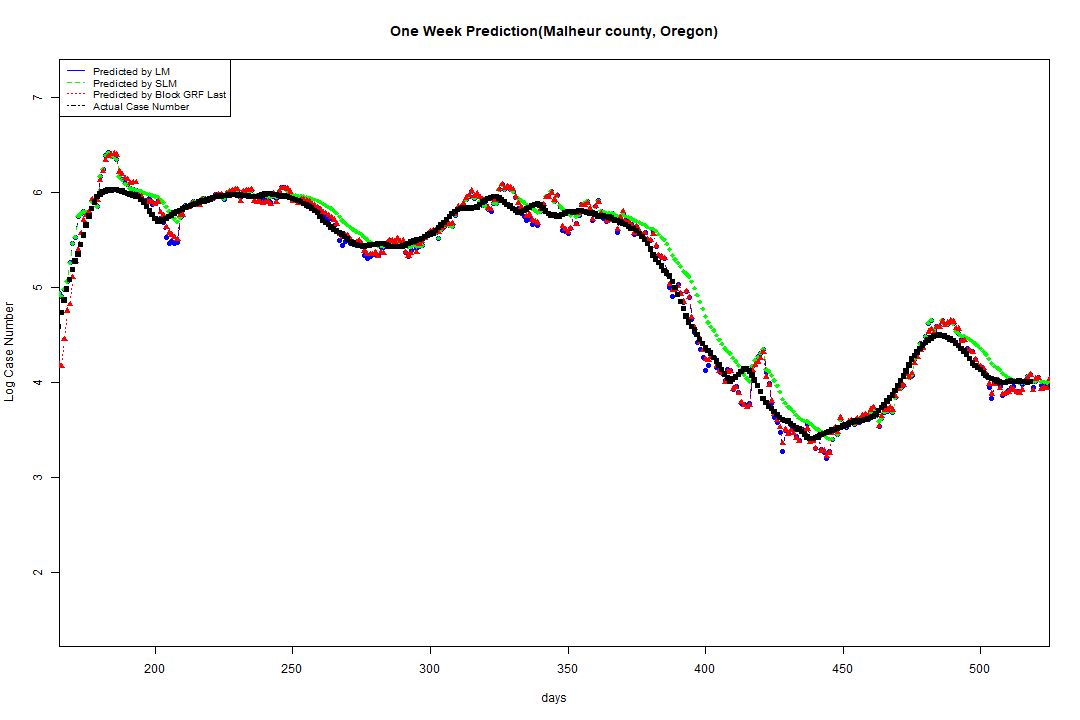 One Week Prediction(Malheur county, Oregon)
Predicted by LM
Predicted by SLM
Predicted by Block GRF Last
Actual Case Number
7
6
5
4
3
2
Log Case Number
200 250 300 350 400 450 500
days